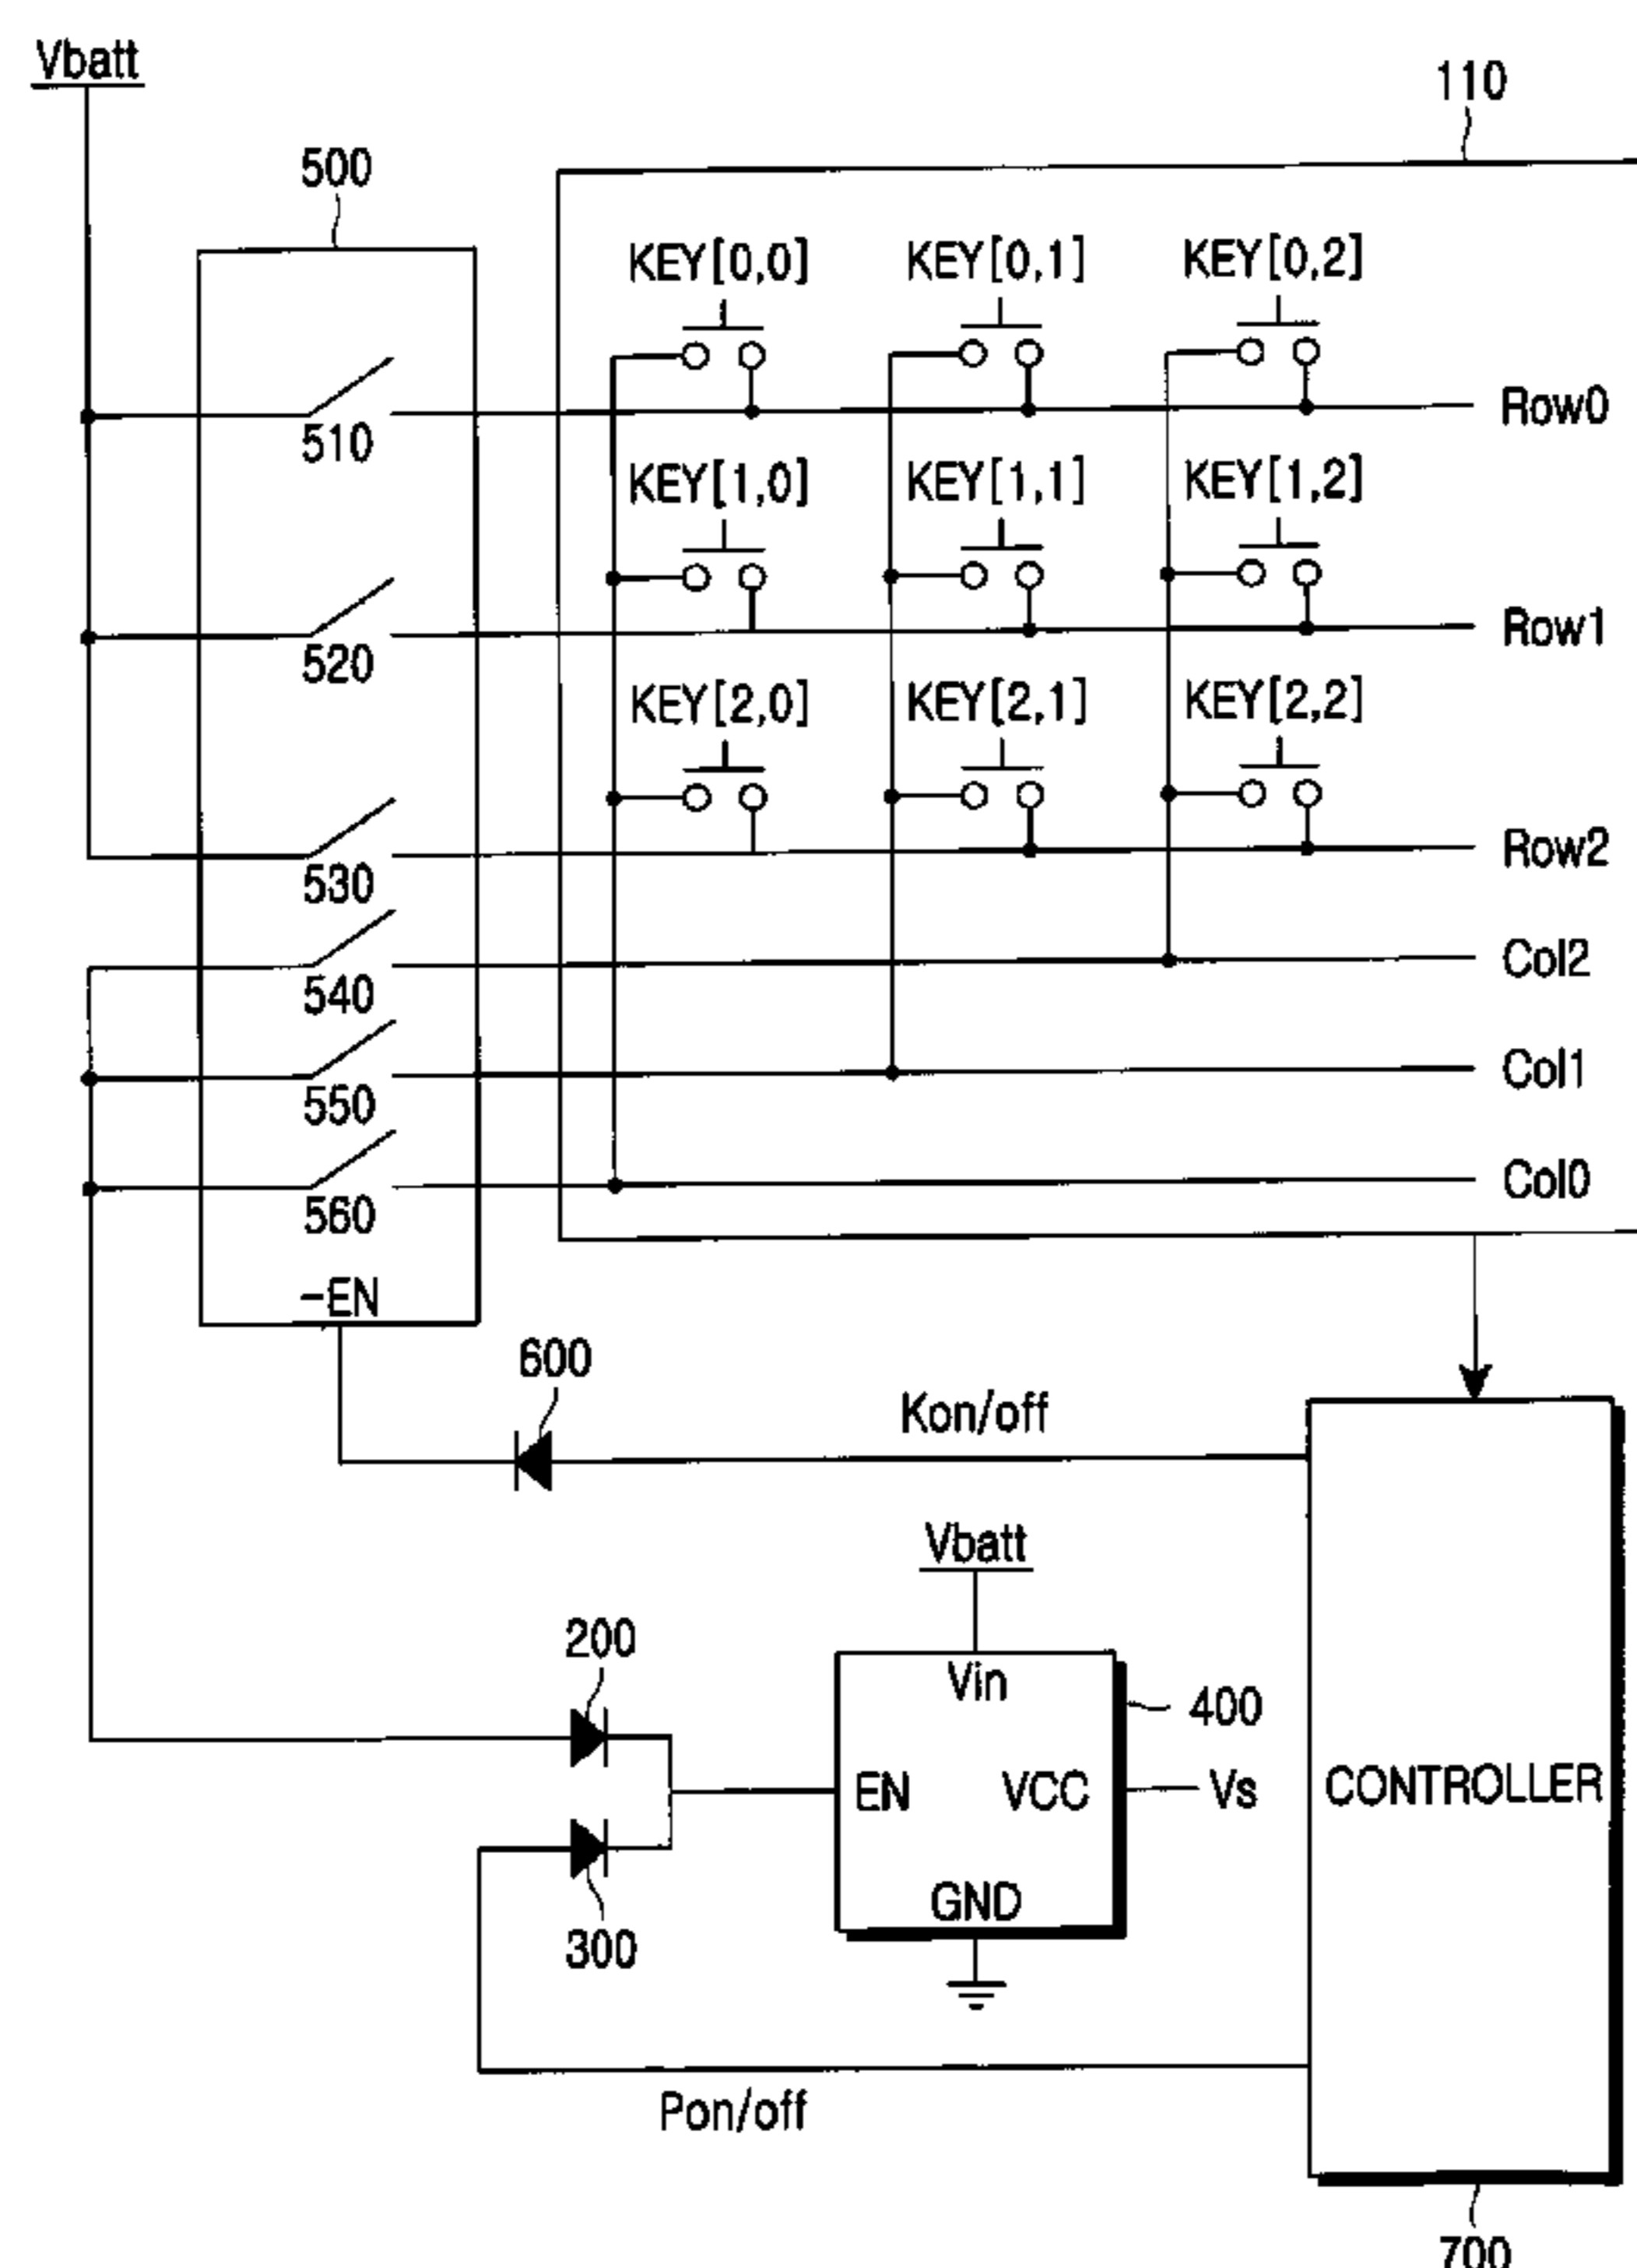 Vbatt
110
500
KEY[0,0] KEY[0,1] KEY[0,2]
510
Row0
KEY[1,0] KEY[1,1] KEY[1,2]
520
Row1
KEY[2,0] KEY[2,1] KEY[2,2]
530
Row2
540
Col2
550
Col1
560
Col0
-EN
600
Kon/off
Vbatt
200
Vin
400
EN VCC
Vs
CONTROLLER
GND
300
Pon/off
700